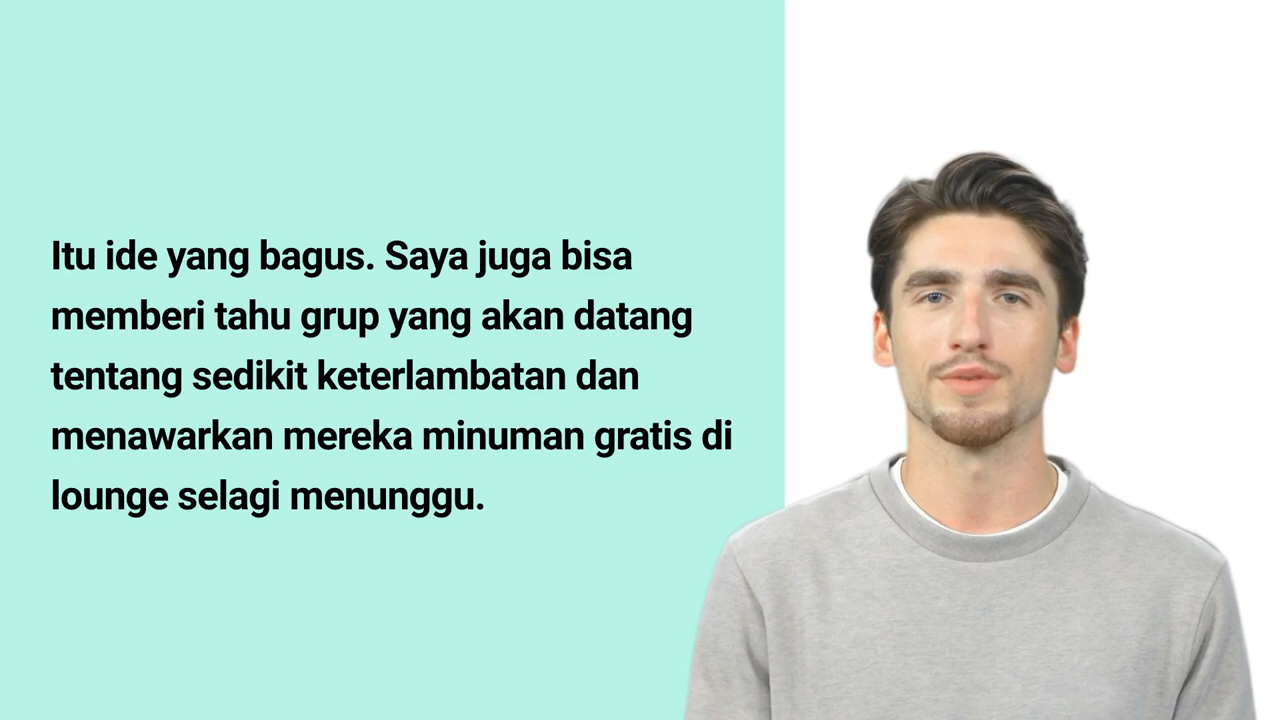 Itu ide yang bagus. Saya juga bisa
memberi tahu grup yang akan datang
tentang sedikit keterlambatan dan
menawarkan mereka minuman gratis di
lounge selagi menunggu.